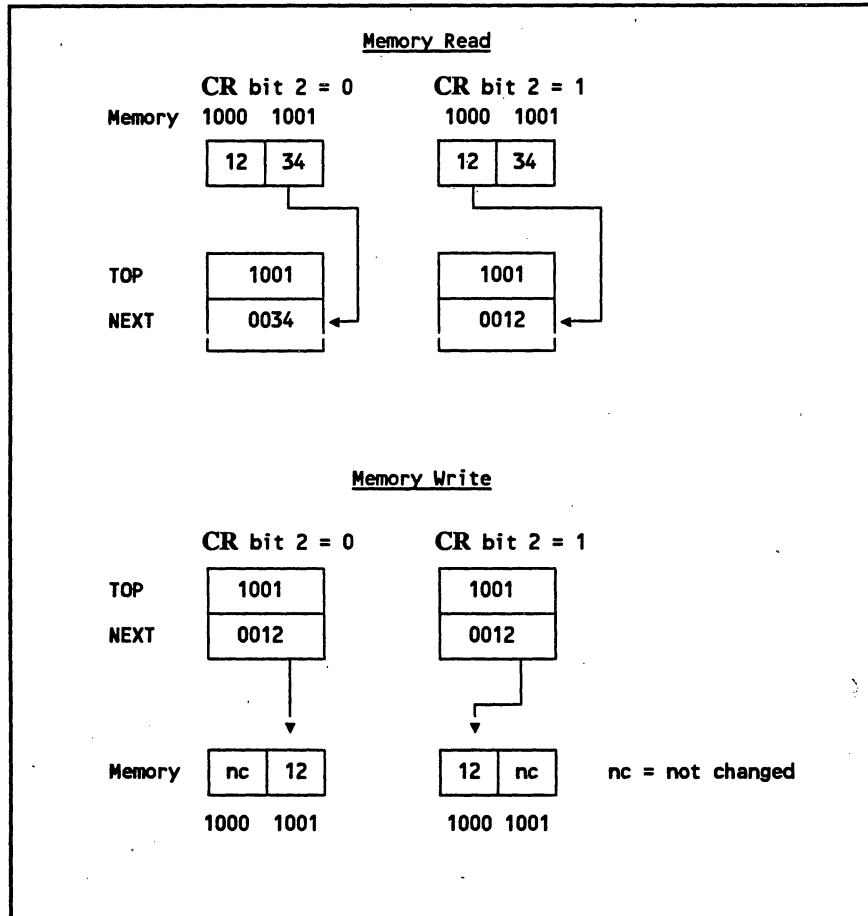 Memory Read
CR bit 2 = 0 CR bit 2 = 1
Memory 1000 1001 1000 1001
12 34 12 34
TOP 1001 1001
NEXT 0034 0012
Memory Write
CR bit 2 = 0 CR bit 2 = 1
TOP 1001 1001
NEXT 0012 0012
Memory nc 12 12 nc nc = not changed
1000 1001 1000 1001